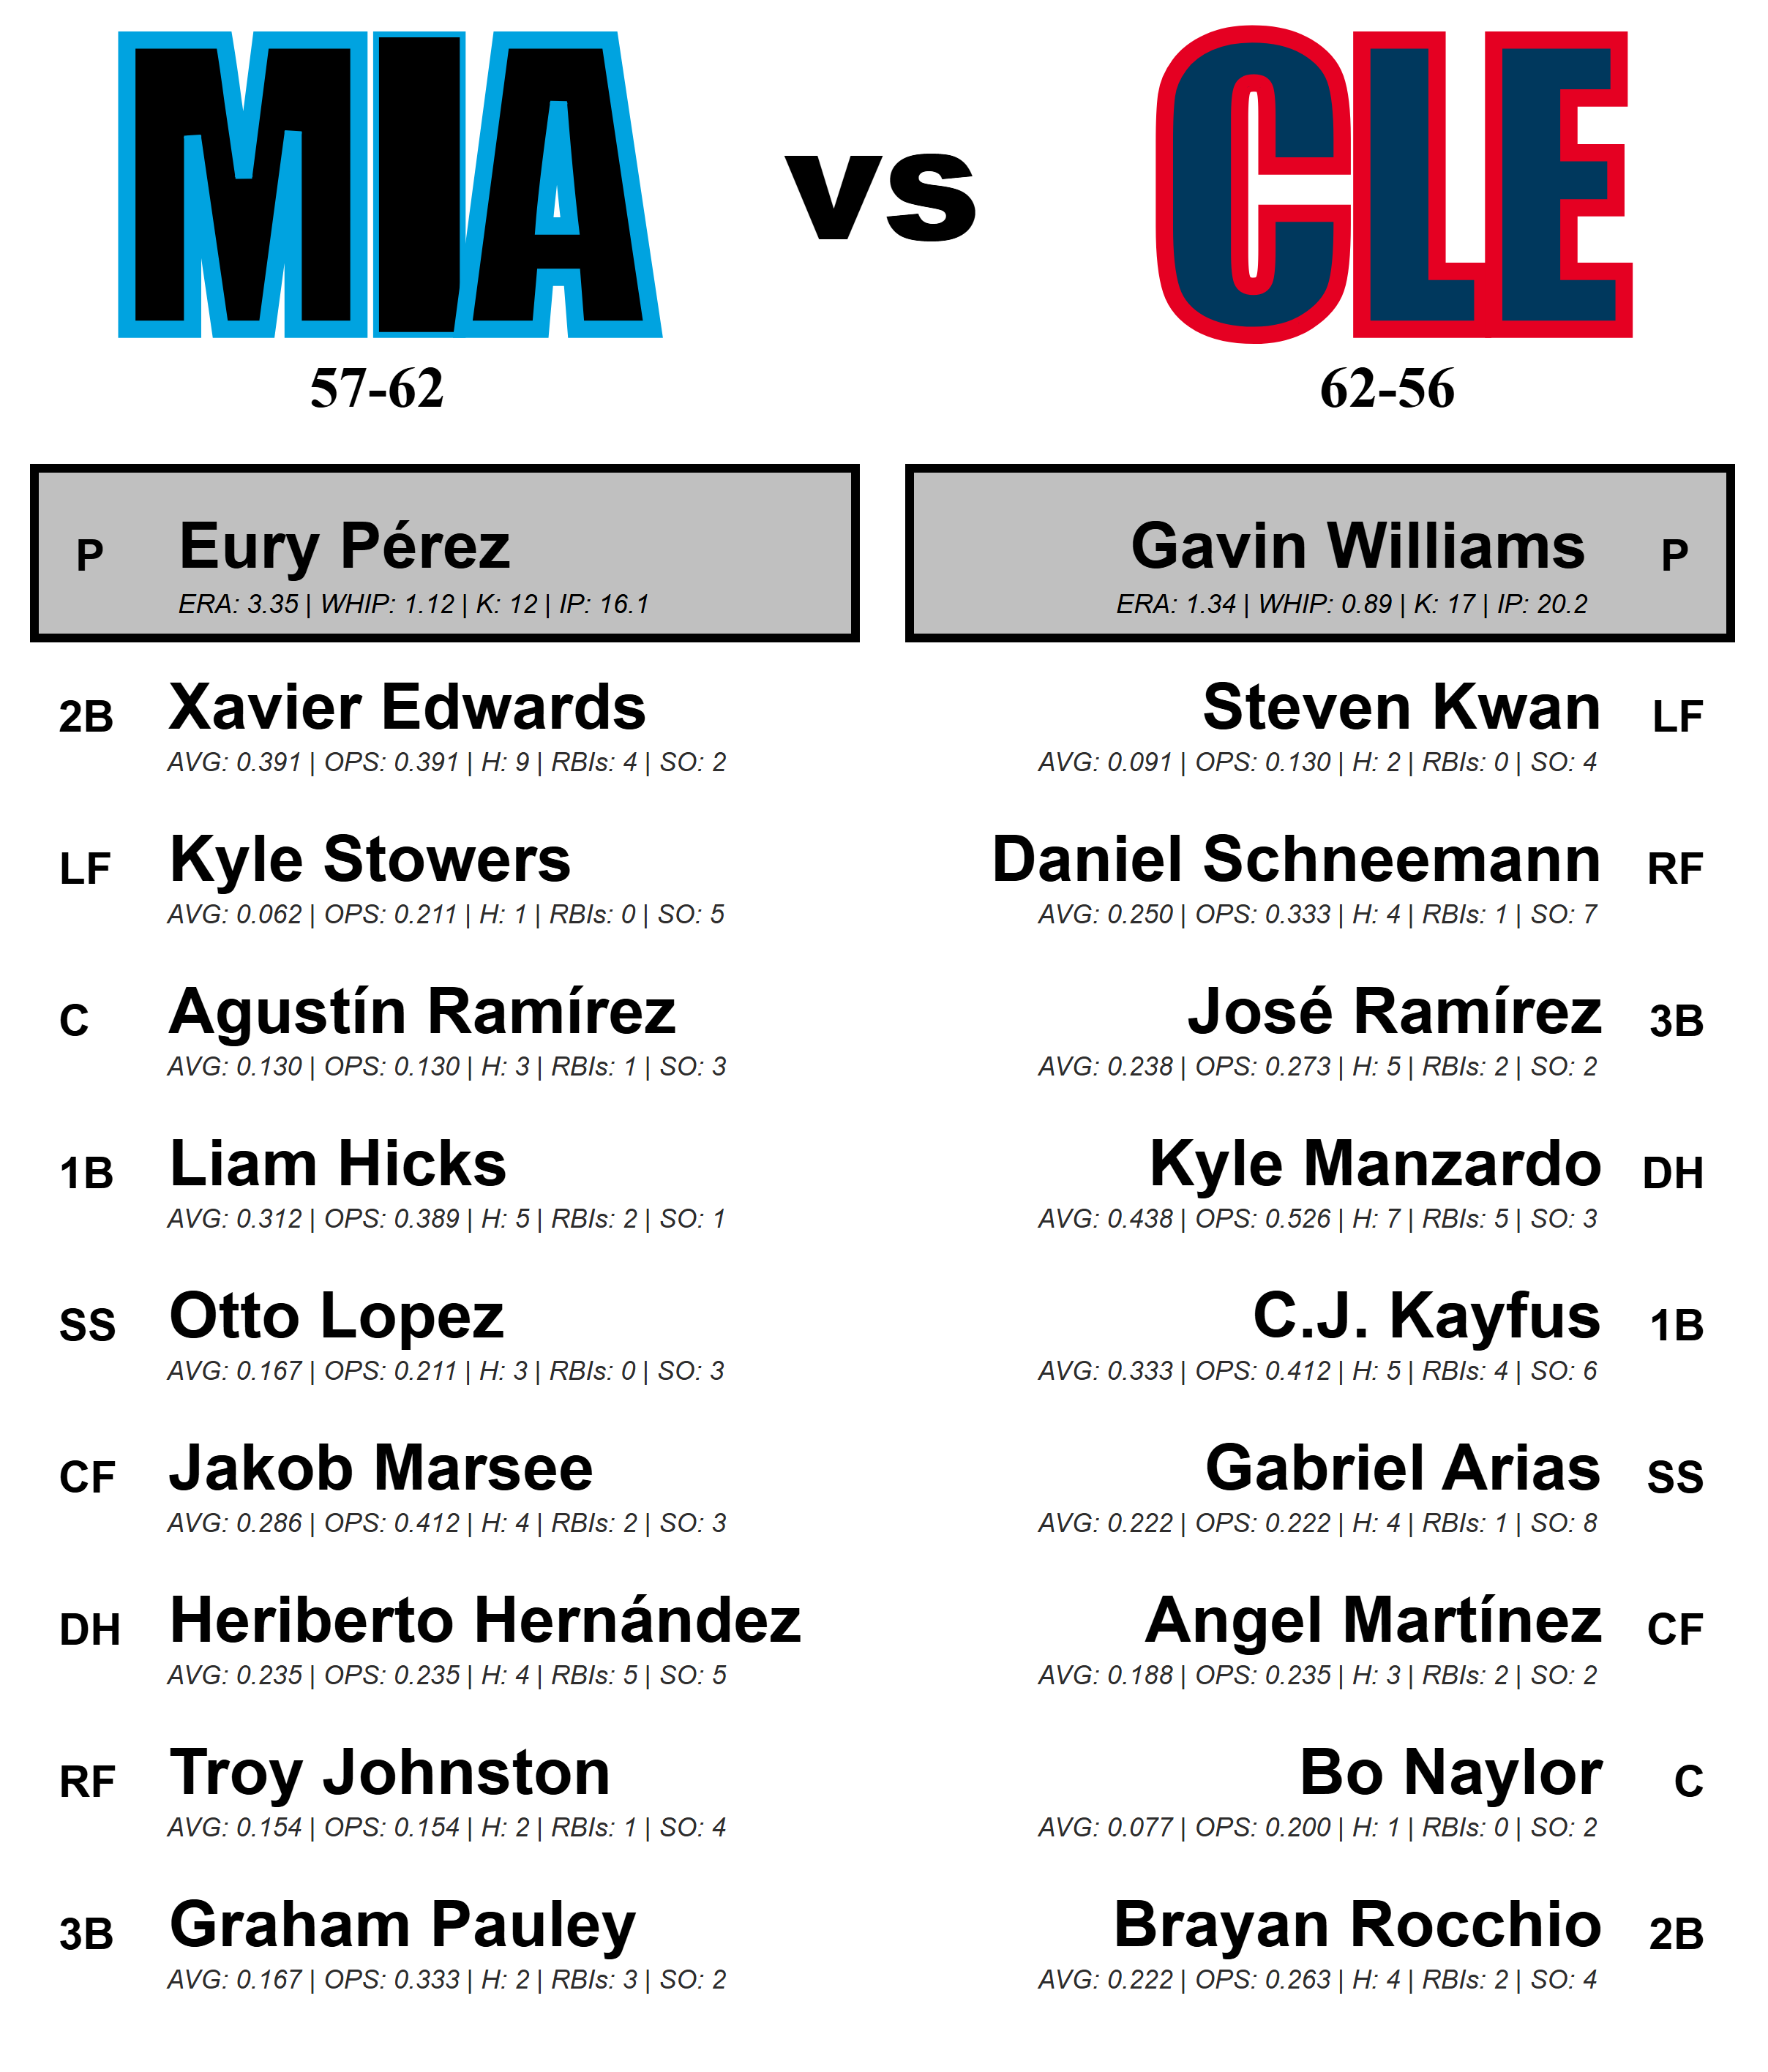 MIA vs CLE
57-62 62-56
P Eury Pérez
ERA: 3.35 | WHIP: 1.12 | K: 12 | IP: 16.1
Gavin Williams P
ERA: 1.34 | WHIP: 0.89 | K: 17 | IP: 20.2
2B Xavier Edwards
AVG: 0.391 | OPS: 0.391 | H: 9 | RBIs: 4 | SO: 2
LF Kyle Stowers
AVG: 0.062 | OPS: 0.211 | H: 1 | RBIs: 0 | SO: 5
C Agustín Ramírez
AVG: 0.130 | OPS: 0.130 | H: 3 | RBIs: 1 | SO: 3
1B Liam Hicks
AVG: 0.312 | OPS: 0.389 | H: 5 | RBIs: 2 | SO: 1
SS Otto Lopez
AVG: 0.167 | OPS: 0.211 | H: 3 | RBIs: 0 | SO: 3
CF Jakob Marsee
AVG: 0.286 | OPS: 0.412 | H: 4 | RBIs: 2 | SO: 3
DH Heriberto Hernández
AVG: 0.235 | OPS: 0.235 | H: 4 | RBIs: 5 | SO: 5
RF Troy Johnston
AVG: 0.154 | OPS: 0.154 | H: 2 | RBIs: 1 | SO: 4
3B Graham Pauley
AVG: 0.167 | OPS: 0.333 | H: 2 | RBIs: 3 | SO: 2
Steven Kwan LF
AVG: 0.091 | OPS: 0.130 | H: 2 | RBIs: 0 | SO: 4
Daniel Schneemann RF
AVG: 0.250 | OPS: 0.333 | H: 4 | RBIs: 1 | SO: 7
José Ramírez 3B
AVG: 0.238 | OPS: 0.273 | H: 5 | RBIs: 2 | SO: 2
Kyle Manzardo DH
AVG: 0.438 | OPS: 0.526 | H: 7 | RBIs: 5 | SO: 3
C.J. Kayfus 1B
AVG: 0.333 | OPS: 0.412 | H: 5 | RBIs: 4 | SO: 6
Gabriel Arias SS
AVG: 0.222 | OPS: 0.222 | H: 4 | RBIs: 1 | SO: 8
Angel Martínez CF
AVG: 0.188 | OPS: 0.235 | H: 3 | RBIs: 2 | SO: 2
Bo Naylor C
AVG: 0.077 | OPS: 0.200 | H: 1 | RBIs: 0 | SO: 2
Brayan Rocchio 2B
AVG: 0.222 | OPS: 0.263 | H: 4 | RBIs: 2 | SO: 4